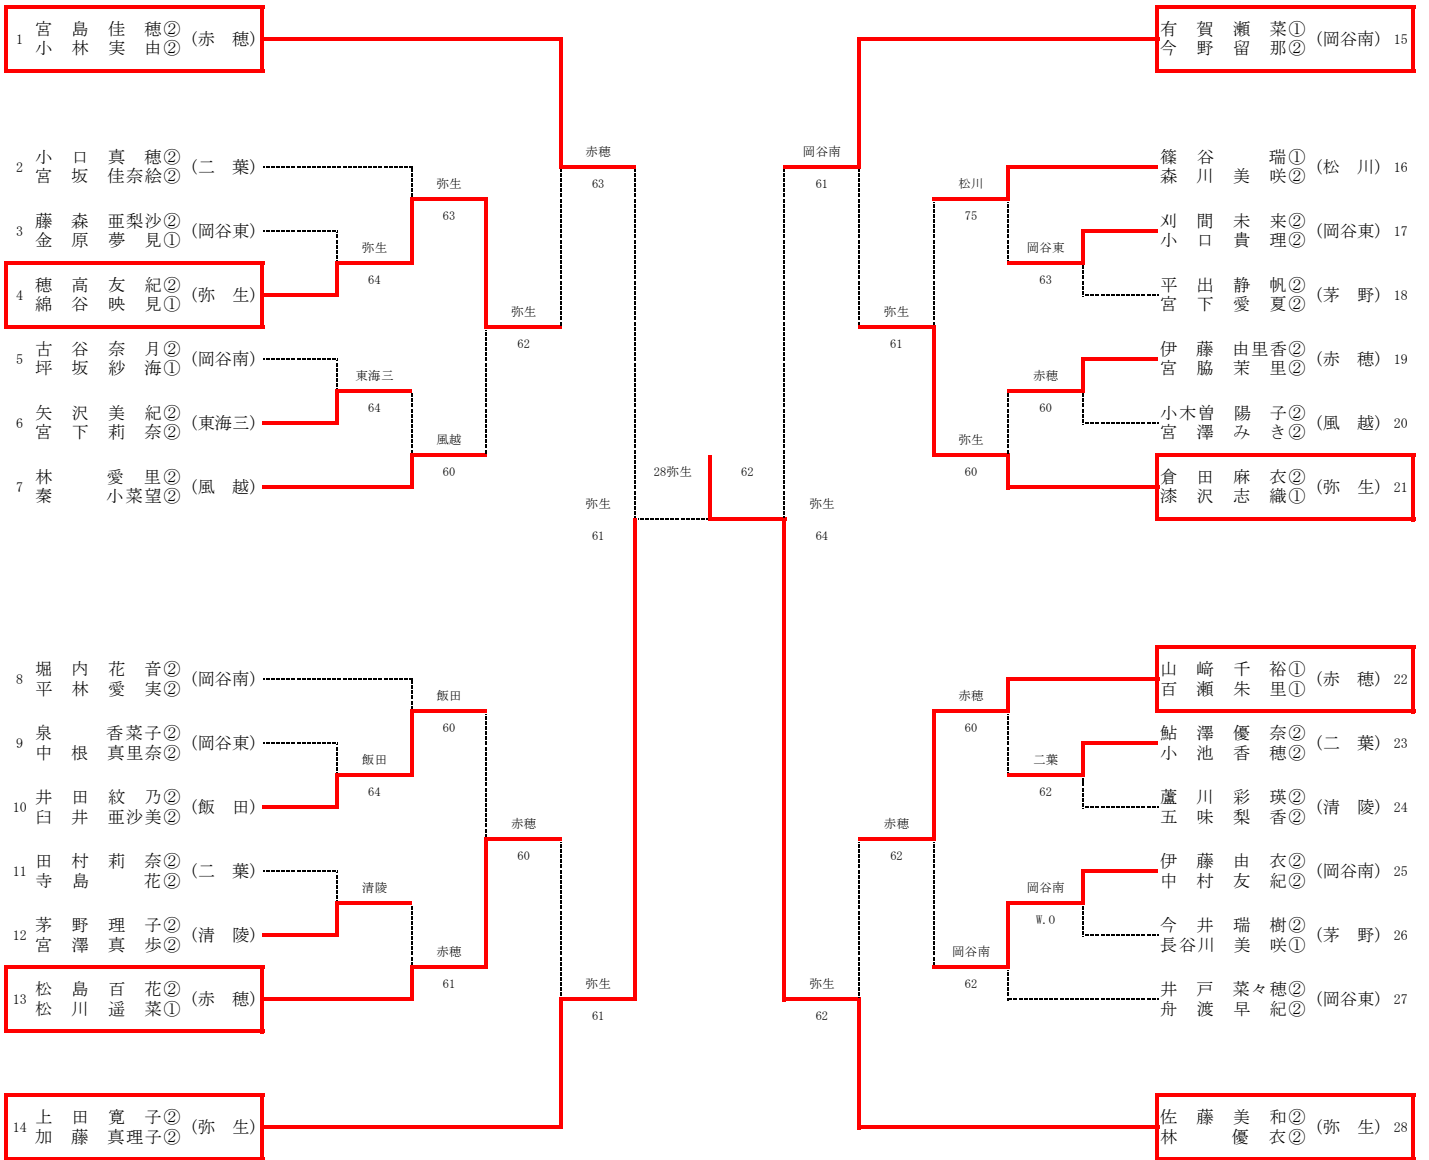 1 宮島佳穂② (赤穂)
小林実由②
2 小口真穂② (二葉)
宮坂佳奈絵②
3 藤森亜梨沙② (岡谷東)
金原夢見①
4 穂高友紀② (弥生)
綿谷映見①
5 古谷奈月② (岡谷南)
坪坂紗海①
6 矢沢美紀② (東海三)
宮下莉奈②
7 林愛里② (風越)
秦小菜望②
8 堀内花音② (岡谷南)
平林愛実②
9 泉香菜子② (岡谷東)
中根真里奈②
10 井田紋乃② (飯田)
臼井亜沙美②
11 田村莉奈② (二葉)
寺島花②
12 茅野理子② (清陵)
宮澤真歩②
13 松島百花② (赤穂)
松川遥菜①
14 上田寛子② (弥生)
加藤真理子②
弥生
63
弥生
64
東海三
64
風越
60
弥生
62
赤穂
63
飯田
60
飯田
64
清陵
赤穂
61
赤穂
60
弥生
61
弥生
61
28弥生 62
弥生
64
岡谷南
61
松川
75
岡谷東
63
弥生
61
赤穂
60
弥生
60
赤穂
60
二葉
62
赤穂
62
岡谷南
W.O
岡谷南
62
弥生
62
有賀瀬菜① (岡谷南) 15
今野留那②
篠谷瑞① (松川) 16
森川美咲②
刈間未来② (岡谷東) 17
小口貴理②
平出静帆② (茅野) 18
宮下愛夏②
伊藤由里香② (赤穂) 19
宮脇茉里②
小木曽陽子② (風越) 20
宮澤みき②
倉田麻衣② (弥生) 21
漆沢志織①
山﨑千裕① (赤穂) 22
百瀬朱里①
鮎澤優奈② (二葉) 23
小池香穂②
蘆川彩瑛② (清陵) 24
五味梨香②
伊藤由衣② (岡谷南) 25
中村友紀②
今井瑞樹② (茅野) 26
長谷川美咲①
井戸菜々穂② (岡谷東) 27
舟渡早紀②
佐藤美和② (弥生) 28
林優衣②